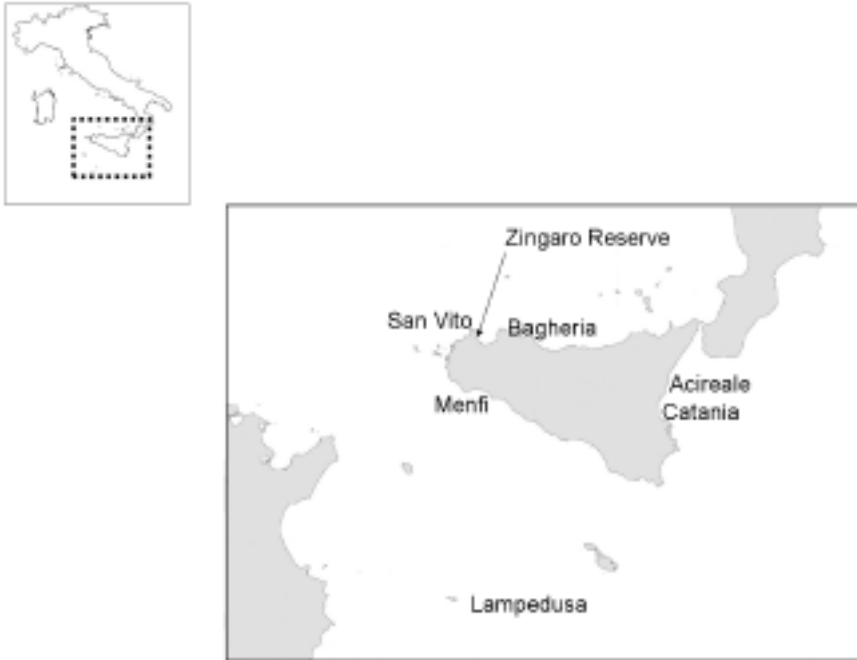 Zingaro Reserve
San Vito
Bagheria
Acireale
Menfi
Catania
Lampedusa